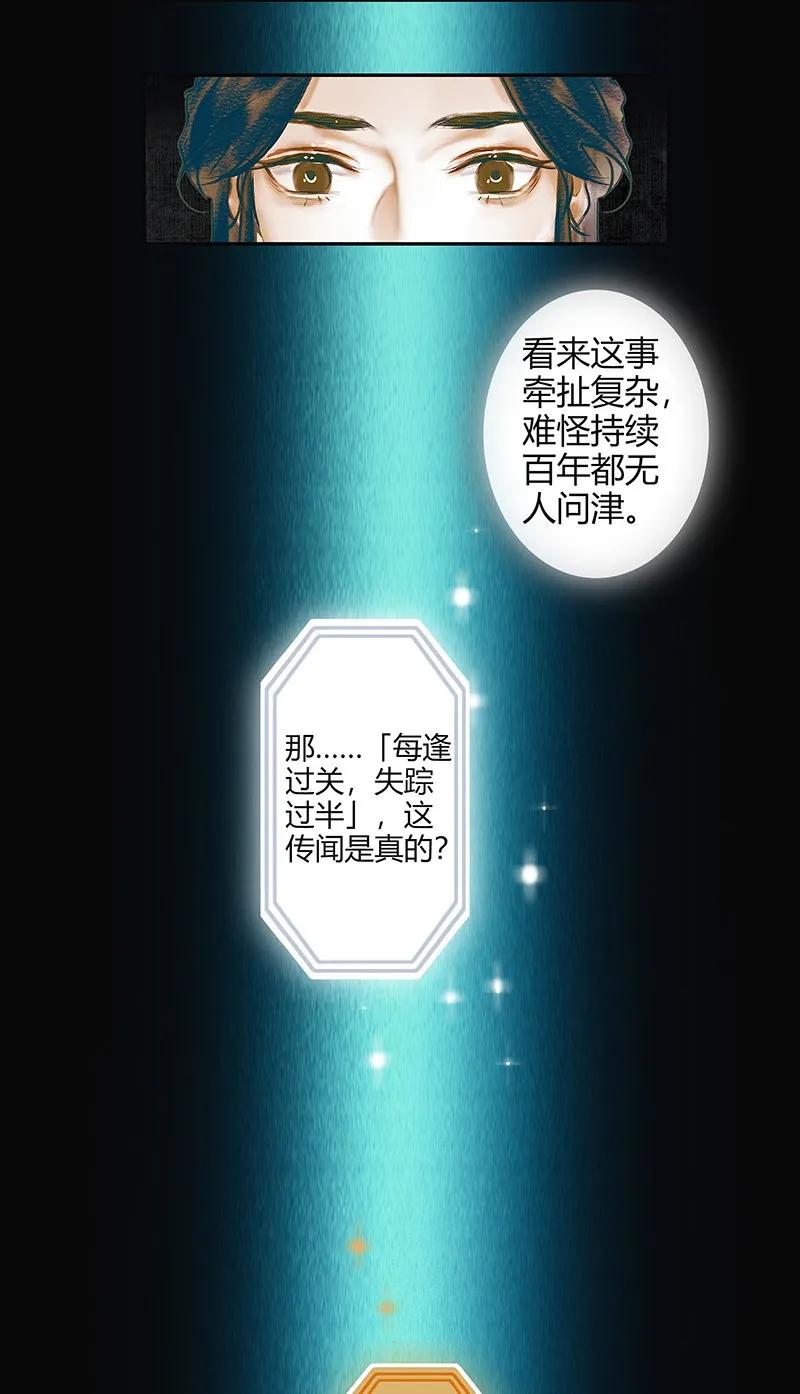 看来这事
牵扯复杂，
难怪持续
百年都无
人问津。
那……「每逢
过关，失踪
过半」，这
传闻是真的？